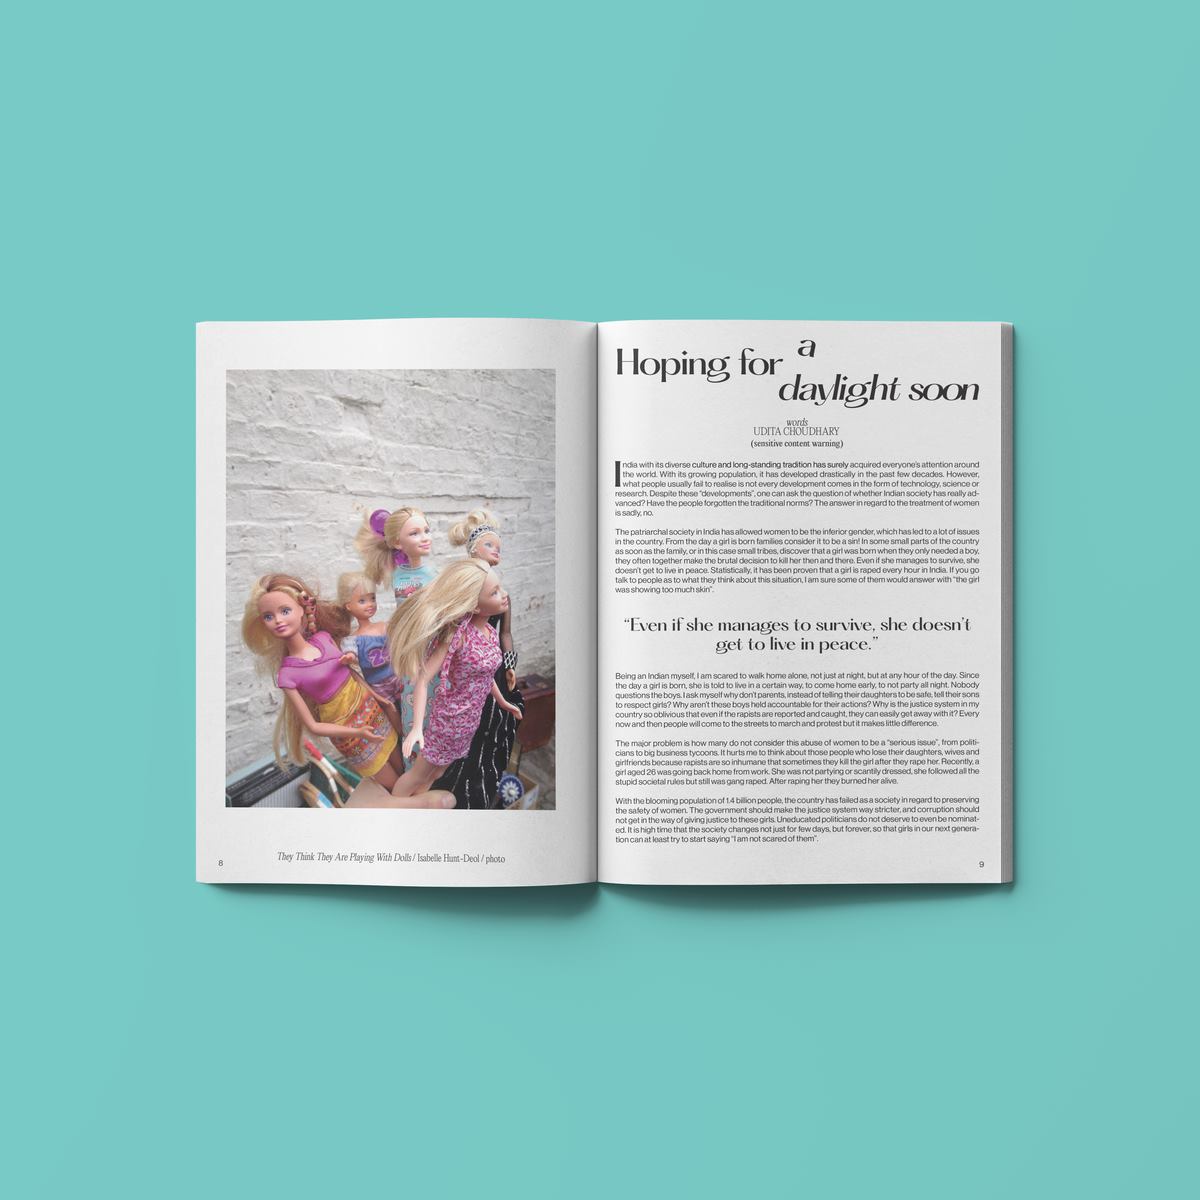 8
They Think They Are Playing With Dolls / Isabelle Hunt-Deol / photo
Hoping for a
daylight soon
words
UDITA CHOUDHARY
(sensitive content warning)
India with its diverse culture and long-standing tradition has surely acquired everyone's attention around
the world. With its growing population, it has developed drastically in the past few decades. However,
what people usually fail to realise is not every development comes in the form of technology, science or
research. Despite these "developments", one can ask the question of whether Indian society has really ad-
vanced? Have the people forgotten the traditional norms? The answer in regard to the treatment of women
is sadly, no.
The patriarchal society in India has allowed women to be the inferior gender, which has led to a lot of issues
in the country. From the day a girl is born families consider it to be a sin! In some small parts of the country
as soon as the family, or in this case small tribes, discover that a girl was born when they only needed a boy,
they often together make the brutal decision to kill her then and there. Even if she manages to survive, she
doesn't get to live in peace. Statistically, it has been proven that a girl is raped every hour in India. If you go
talk to people as to what they think about this situation, I am sure some of them would answer with "the girl
was showing too much skin".
“Even if she manages to survive, she doesn’t
get to live in peace.”
Being an Indian myself, I am scared to walk home alone, not just at night, but at any hour of the day. Since
the day a girl is born, she is told to live in a certain way, to come home early, to not party all night. Nobody
questions the boys. I ask myself why don't parents, instead of telling their daughters to be safe, tell their sons
to respect girls? Why aren't these boys held accountable for their actions? Why is the justice system in my
country so oblivious that even if the rapists are reported and caught, they can easily get away with it? Every
now and then people will come to the streets to march and protest but it makes little difference.
The major problem is how many do not consider this abuse of women to be a "serious issue", from politi-
cians to big business tycoons. It hurts me to think about those people who lose their daughters, wives and
girlfriends because rapists are so inhumane that sometimes they kill the girl after they rape her. Recently, a
girl aged 26 was going back home from work. She was not partying or scantily dressed, she followed all the
stupid societal rules but still was gang raped. After raping her they burned her alive.
With the blooming population of 1.4 billion people, the country has failed as a society in regard to preserving
the safety of women. The government should make the justice system way stricter, and corruption should
not get in the way of giving justice to these girls. Uneducated politicians do not deserve to even be nominat-
ed. It is high time that the society changes not just for few days, but forever, so that girls in our next genera-
tion can at least try to start saying "I am not scared of them".
9